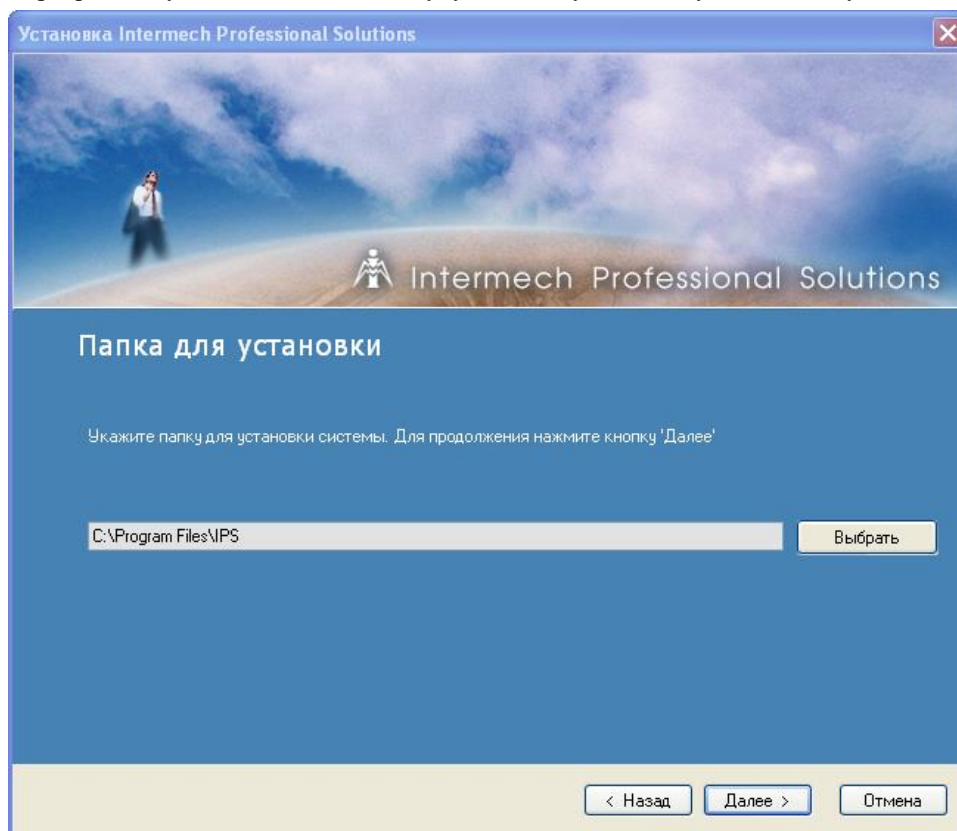 Установка Intermech Professional Solutions
Intermech Professional Solutions
Папка для установки
Укажите папку для установки системы. Для продолжения нажмите кнопку 'Далее'
C:\Program Files\IPS
Выбрать
< Назад
Далее >
Отмена